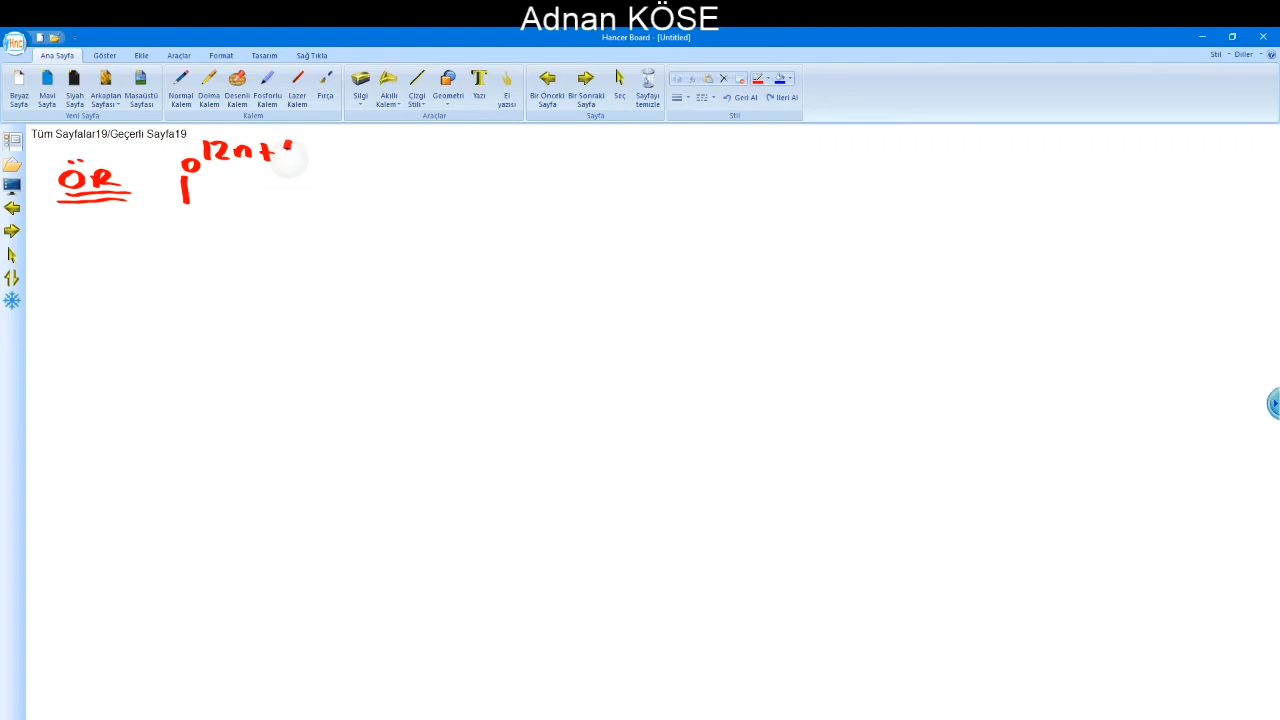 Adnan KÖSE
Hancer Board - [Untitled]
Ana Sayfa Göster Ekle Araçlar Format Tasarım Sağ Tıkla Stil Diller
Beyaz Sayfa Mavi Sayfa Siyah Sayfa Arkaplan Sayfası Masaüstü Sayfası
Normal Kalem Dolma Kalem Desenli Kalem Fosforlu Kalem Lazer Kalem Fırça
Silgi Akıllı Kalem Çizgi Stili Geometri Yazı El yazısı
Bir Önceki Sayfa Bir Sonraki Sayfa Seç Sayfayı temizle
Geri Al İleri Al
Yeni Sayfa Kalem Araçlar Sayfa Stil
Tüm Sayfalar19/Geçerli Sayfa19
ÖR i^12n+